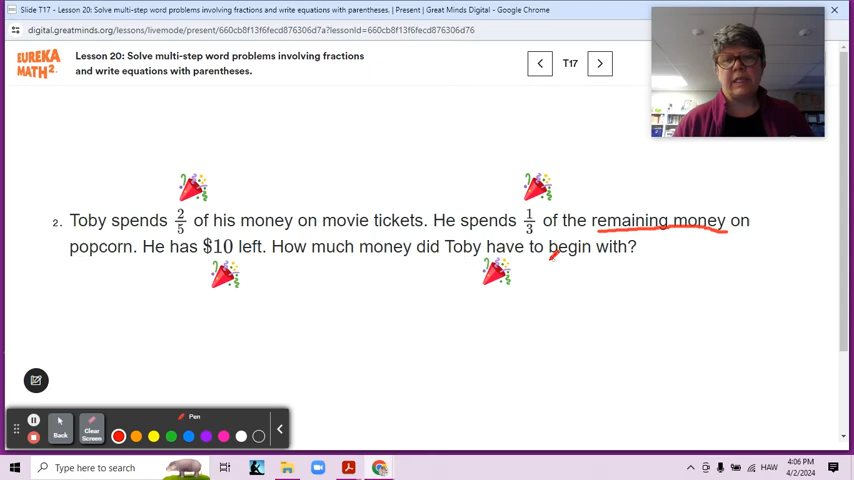 Slide T17 - Lesson 20: Solve multi-step word problems involving fractions and write equations with parentheses. | Present | Great Minds Digital - Google Chrome
digital.greatminds.org/lessons/livemode/present/660cb8f13f6fecd876306d7a?lessonId=660cb8f13f6fecd876306d76
EUREKA
MATH²
Lesson 20: Solve multi-step word problems involving fractions
and write equations with parentheses.
T17
2. Toby spends 2/5 of his money on movie tickets. He spends 1/3 of the remaining money on
popcorn. He has $10 left. How much money did Toby have to begin with?
Pen
Back
Clear
Screen
Type here to search
HAW
4:06 PM
4/2/2024